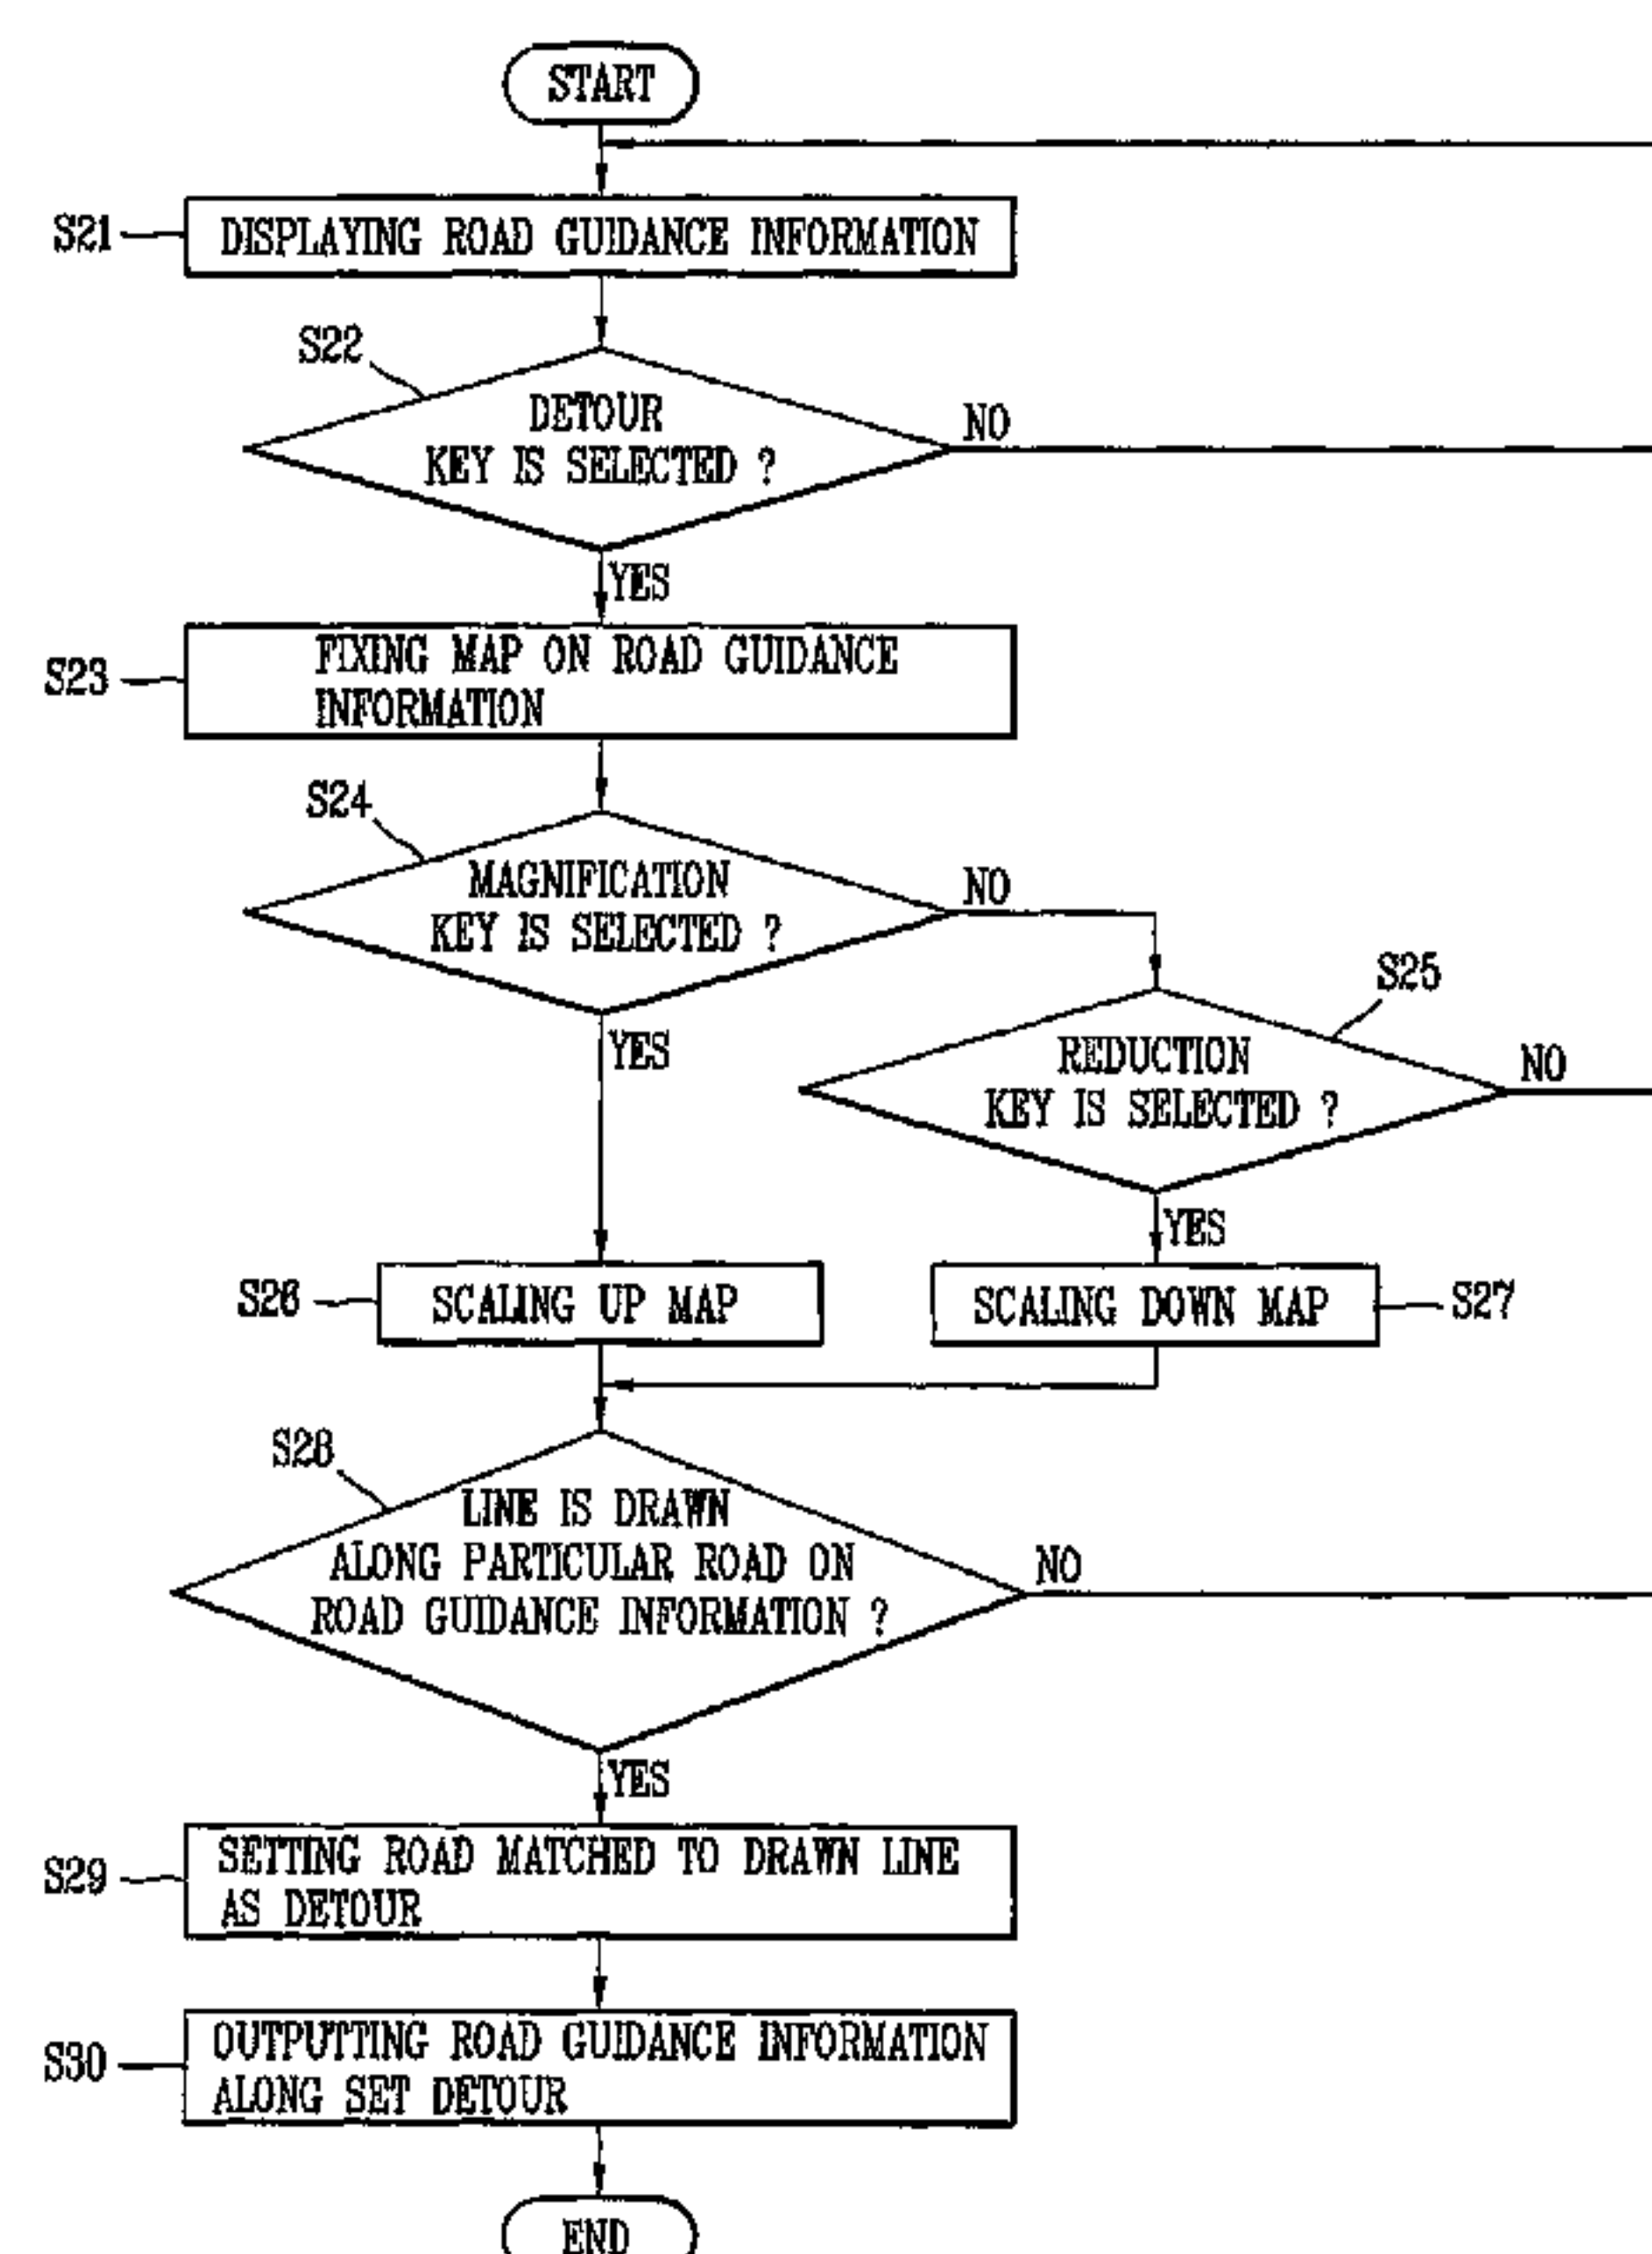 START
S21
DISPLAYING ROAD GUIDANCE INFORMATION
S22
DETOUR
KEY IS SELECTED ?
NO
YES
S23
FIXING MAP ON ROAD GUIDANCE
INFORMATION
S24
MAGNIFICATION
KEY IS SELECTED ?
NO
YES
S25
REDUCTION
KEY IS SELECTED ?
NO
YES
S26
SCALING UP MAP
SCALING DOWN MAP
S27
S28
LINE IS DRAWN
ALONG PARTICULAR ROAD ON
ROAD GUIDANCE INFORMATION ?
NO
YES
S29
SETTING ROAD MATCHED TO DRAWN LINE
AS DETOUR
S30
OUTPUTTING ROAD GUIDANCE INFORMATION
ALONG SET DETOUR
END